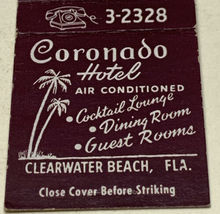 3-2328
Coronado
Hotel
AIR CONDITIONED
• Cocktail Lounge
• Dining Room
• Guest Rooms
CLEARWATER BEACH, FLA.
Close Cover Before Striking